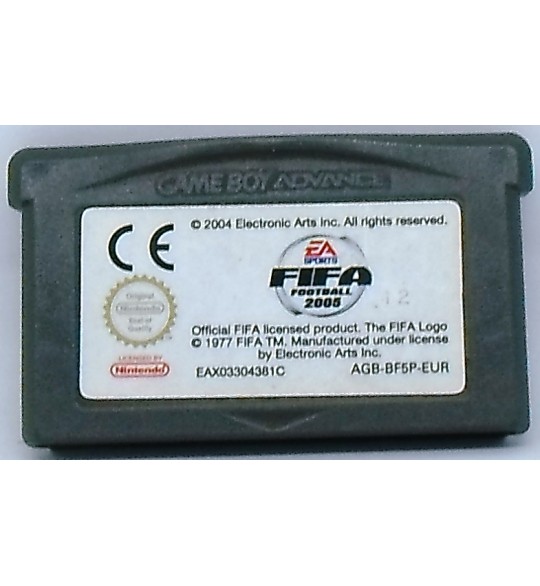 GAME BOY ADVANCE
© 2004 Electronic Arts Inc. All rights reserved.
CE
EA
SPORTS
FIFA
FOOTBALL
2005
12
Original
Nintendo
Seal of
Quality
Official FIFA licensed product. The FIFA Logo
© 1977 FIFA TM. Manufactured under license
by Electronic Arts Inc.
LICENSED BY
Nintendo
EAX03304381C
AGB-BF5P-EUR